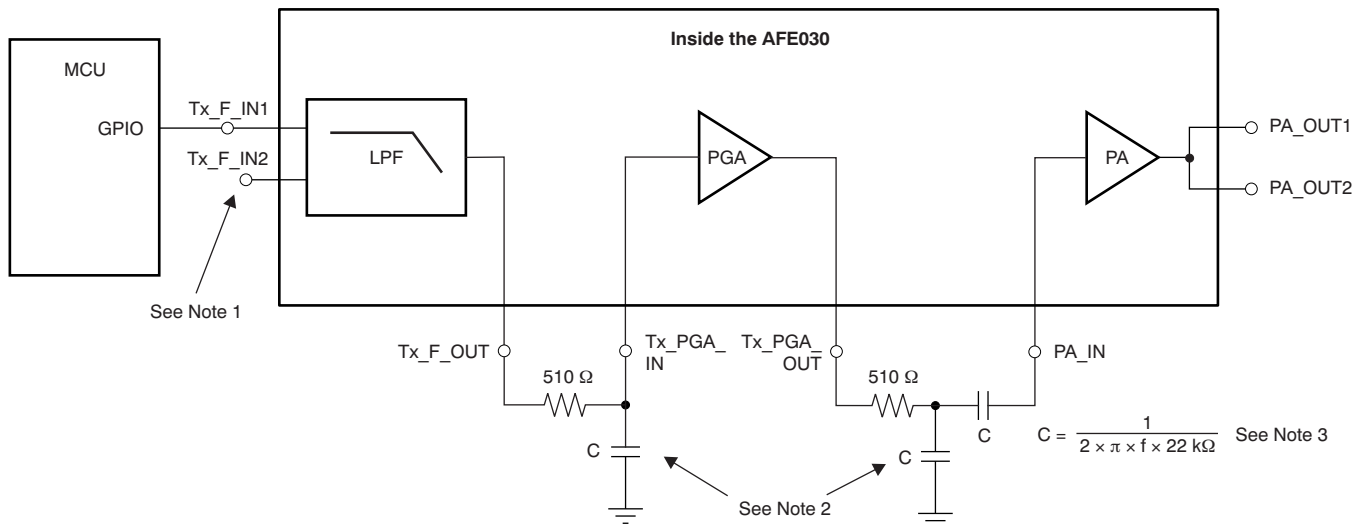 Inside the AFE030
MCU
GPIO
Tx_F_IN1
Tx_F_IN2
LPF
PGA
PA
PA_OUT1
PA_OUT2
See Note 1
Tx_F_OUT
Tx_PGA_
IN
Tx_PGA_
OUT
PA_IN
510 Ω
510 Ω
C
C
C
C = 1
2 × π × f × 22 kΩ
See Note 3
See Note 2